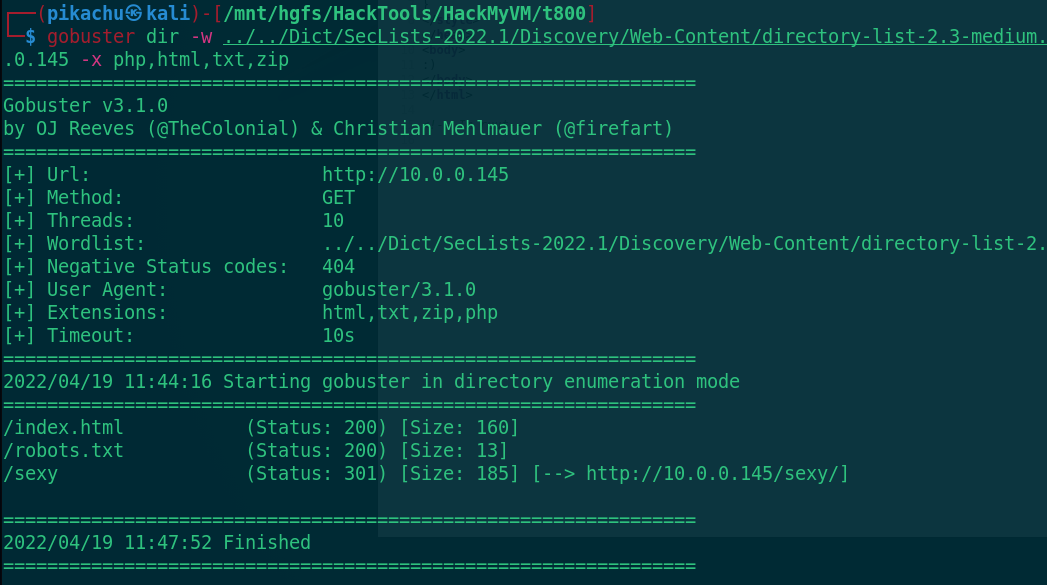 ┌──(pikachu㉿kali)-[/mnt/hgfs/HackTools/HackMyVM/t800]
└─$ gobuster dir -w ../../Dict/SecLists-2022.1/Discovery/Web-Content/directory-list-2.3-medium.
.0.145 -x php,html,txt,zip
===============================================================
Gobuster v3.1.0
by OJ Reeves (@TheColonial) & Christian Mehlmauer (@firefart)
===============================================================
[+] Url:                     http://10.0.0.145
[+] Method:                  GET
[+] Threads:                 10
[+] Wordlist:                ../../Dict/SecLists-2022.1/Discovery/Web-Content/directory-list-2.
[+] Negative Status codes:   404
[+] User Agent:              gobuster/3.1.0
[+] Extensions:              html,txt,zip,php
[+] Timeout:                 10s
===============================================================
2022/04/19 11:44:16 Starting gobuster in directory enumeration mode
===============================================================
/index.html           (Status: 200) [Size: 160]
/robots.txt           (Status: 200) [Size: 13]
/sexy                 (Status: 301) [Size: 185] [--> http://10.0.0.145/sexy/]

===============================================================
2022/04/19 11:47:52 Finished
===============================================================